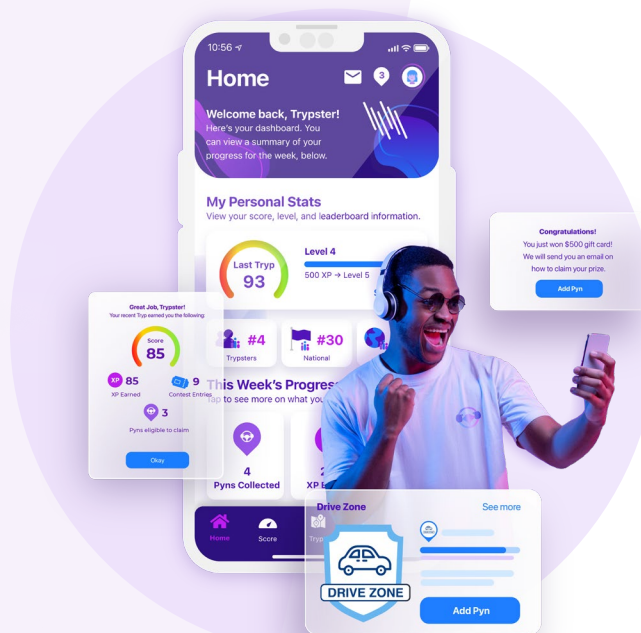 10:56
Home
3
Welcome back, Trypster!
Here's your dashboard. You
can view a summary of your
progress for the week, below.
My Personal Stats
View your score, level, and leaderboard information.
Last Tryp
93
Level 4
500 XP → Level 5
#4
Trypsters
#30
National
This Week's Progress
to see more on what you
4
Pyns Collected
XP
Home
Score
Great Job, Trypster!
Your recent Tryp earned you the following:
Score
85
XP 85
XP Earned
9
Contest Entries
3
Pyns eligible to claim
Okay
Congratulations!
You just won $500 gift card!
We will send you an email on
how to claim your prize.
Add Pyn
Drive Zone
See more
DRIVE ZONE
Add Pyn